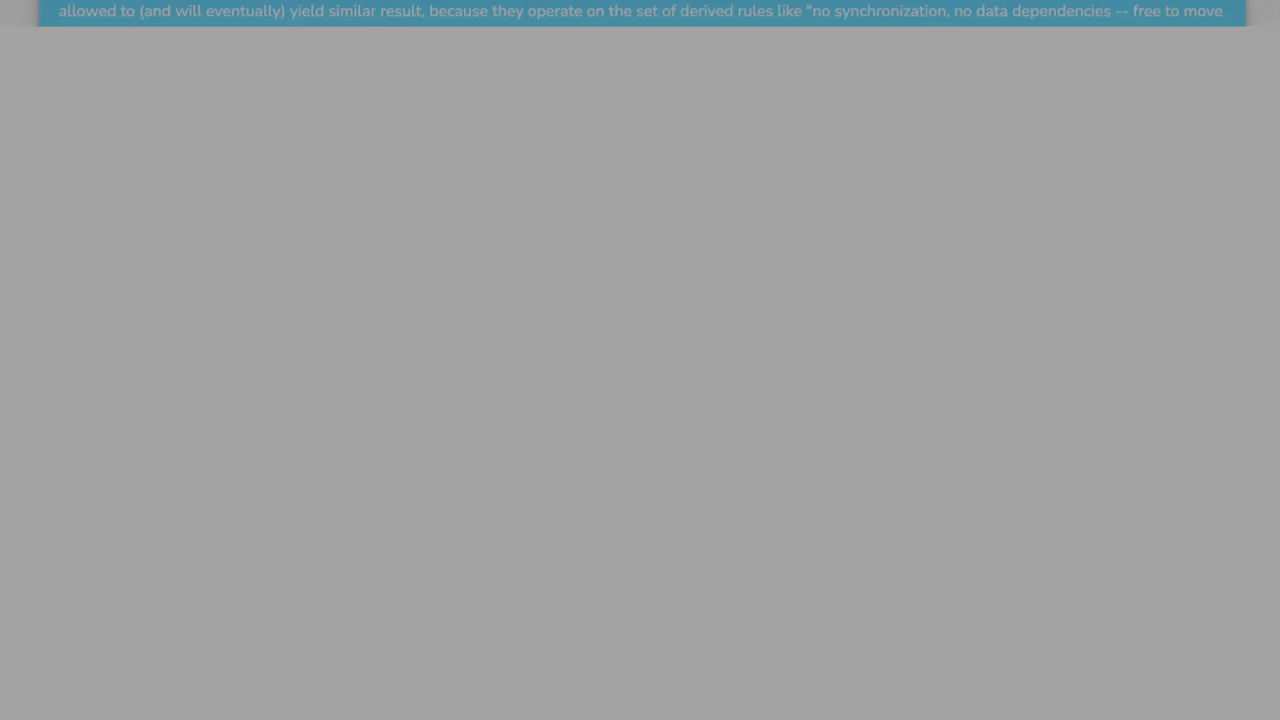 allowed to (and will eventually) yield similar result, because they operate on the set of derived rules like "no synchronization, no data dependencies -- free to move